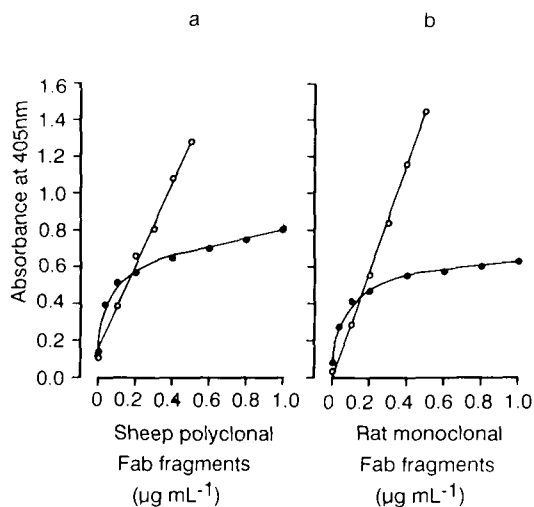 a
b
Absorbance at 405nm
1.6
1.4
1.2
1.0
0.8
0.6
0.4
0.2
0.0
0 0.2 0.4 0.6 0.8 1.0
0 0.2 0.4 0.6 0.8 1.0
Sheep polyclonal
Fab fragments
(µg mL⁻¹)
Rat monoclonal
Fab fragments
(µg mL⁻¹)